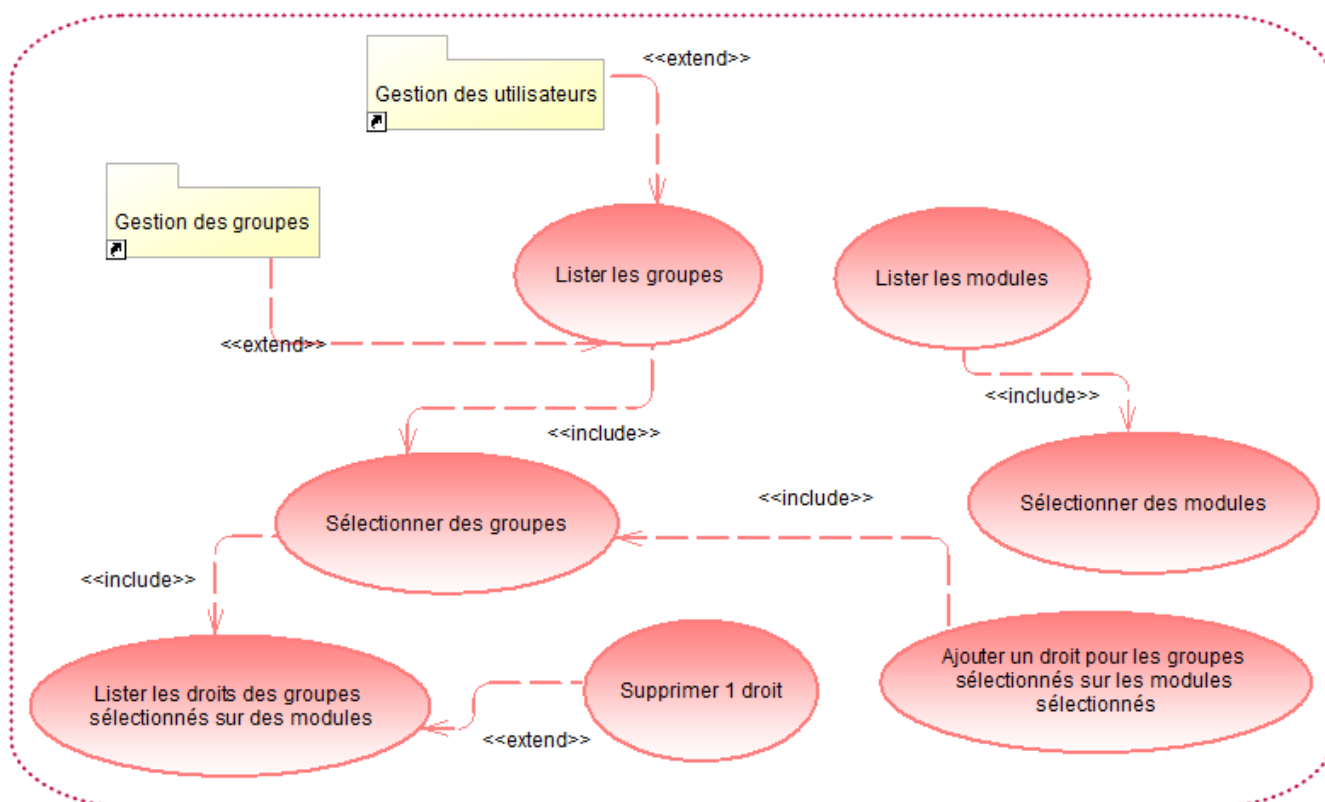 <<extend>>
Gestion des utilisateurs
Gestion des groupes
Lister les groupes
Lister les modules
<<extend>>
<<include>>
<<include>>
Sélectionner des groupes
Sélectionner des modules
<<include>>
<<include>>
Lister les droits des groupes
sélectionnés sur des modules
Supprimer 1 droit
Ajouter un droit pour les groupes
sélectionnés sur les modules
sélectionnés
<<extend>>